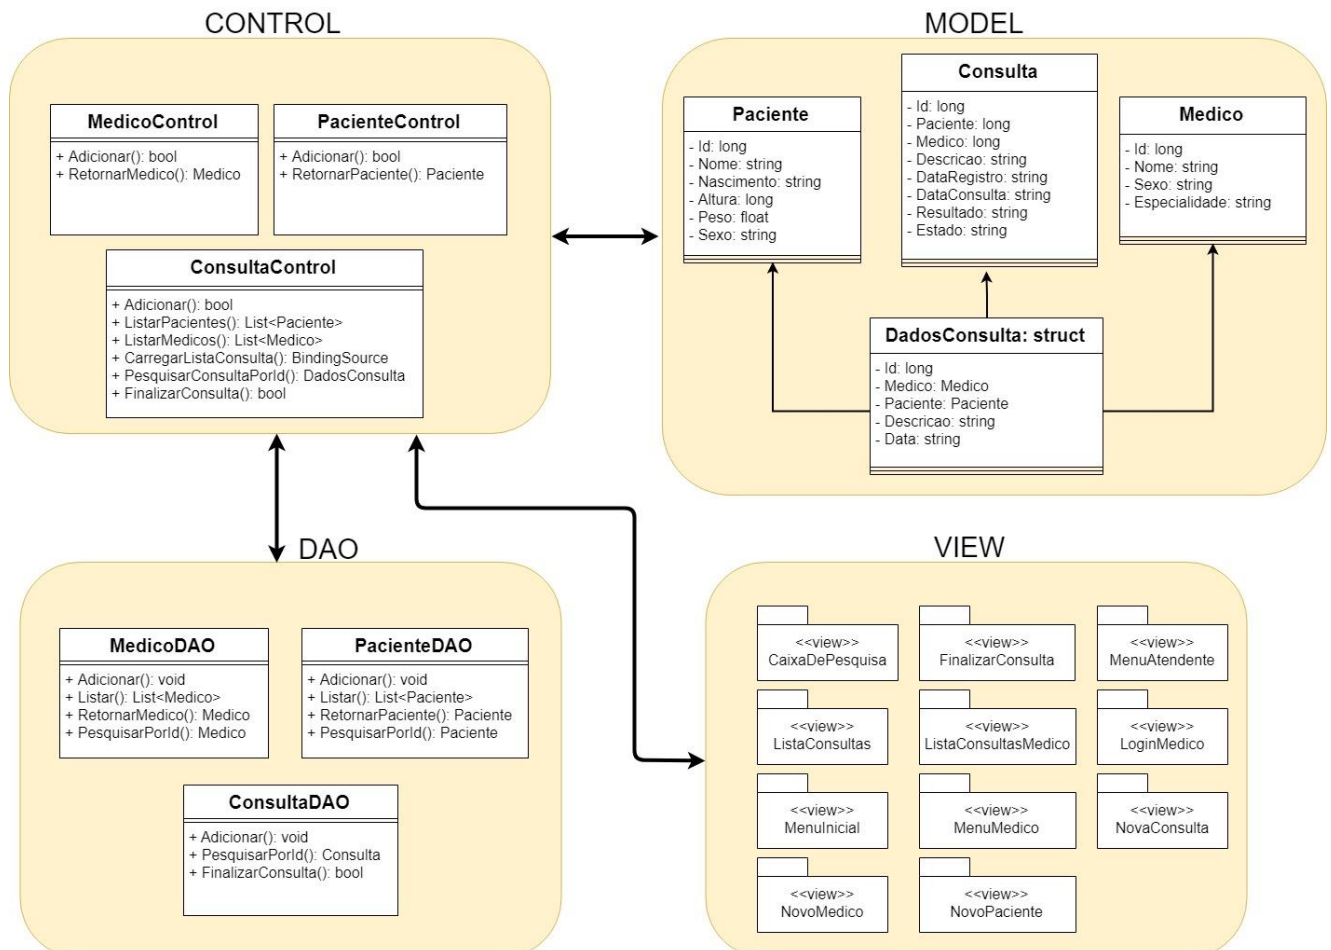 CONTROL
MedicoControl
+ Adicionar(): bool
+ RetornarMedico(): Medico
PacienteControl
+ Adicionar(): bool
+ RetornarPaciente(): Paciente
ConsultaControl
+ Adicionar(): bool
+ ListarPacientes(): List<Paciente>
+ ListarMedicos(): List<Medico>
+ CarregarListaConsulta(): BindingSource
+ PesquisarConsultaPorId(): DadosConsulta
+ FinalizarConsulta(): bool
MODEL
Paciente
- Id: long
- Nome: string
- Nascimento: string
- Altura: long
- Peso: float
- Sexo: string
Consulta
- Id: long
- Paciente: long
- Medico: long
- Descricao: string
- DataRegistro: string
- DataConsulta: string
- Resultado: string
- Estado: string
Medico
- Id: long
- Nome: string
- Sexo: string
- Especialidade: string
DadosConsulta: struct
- Id: long
- Medico: Medico
- Paciente: Paciente
- Descricao: string
- Data: string
DAO
MedicoDAO
+ Adicionar(): void
+ Listar(): List<Medico>
+ RetornarMedico(): Medico
+ PesquisarPorId(): Medico
PacienteDAO
+ Adicionar(): void
+ Listar(): List<Paciente>
+ RetornarPaciente(): Paciente
+ PesquisarPorId(): Paciente
ConsultaDAO
+ Adicionar(): void
+ PesquisarPorId(): Consulta
+ FinalizarConsulta(): bool
VIEW
<<view>>
CaixaDePesquisa
<<view>>
FinalizarConsulta
<<view>>
MenuAtendente
<<view>>
ListaConsultas
<<view>>
ListaConsultasMedico
<<view>>
LoginMedico
<<view>>
MenuInicial
<<view>>
MenuMedico
<<view>>
NovaConsulta
<<view>>
NovoMedico
<<view>>
NovoPaciente